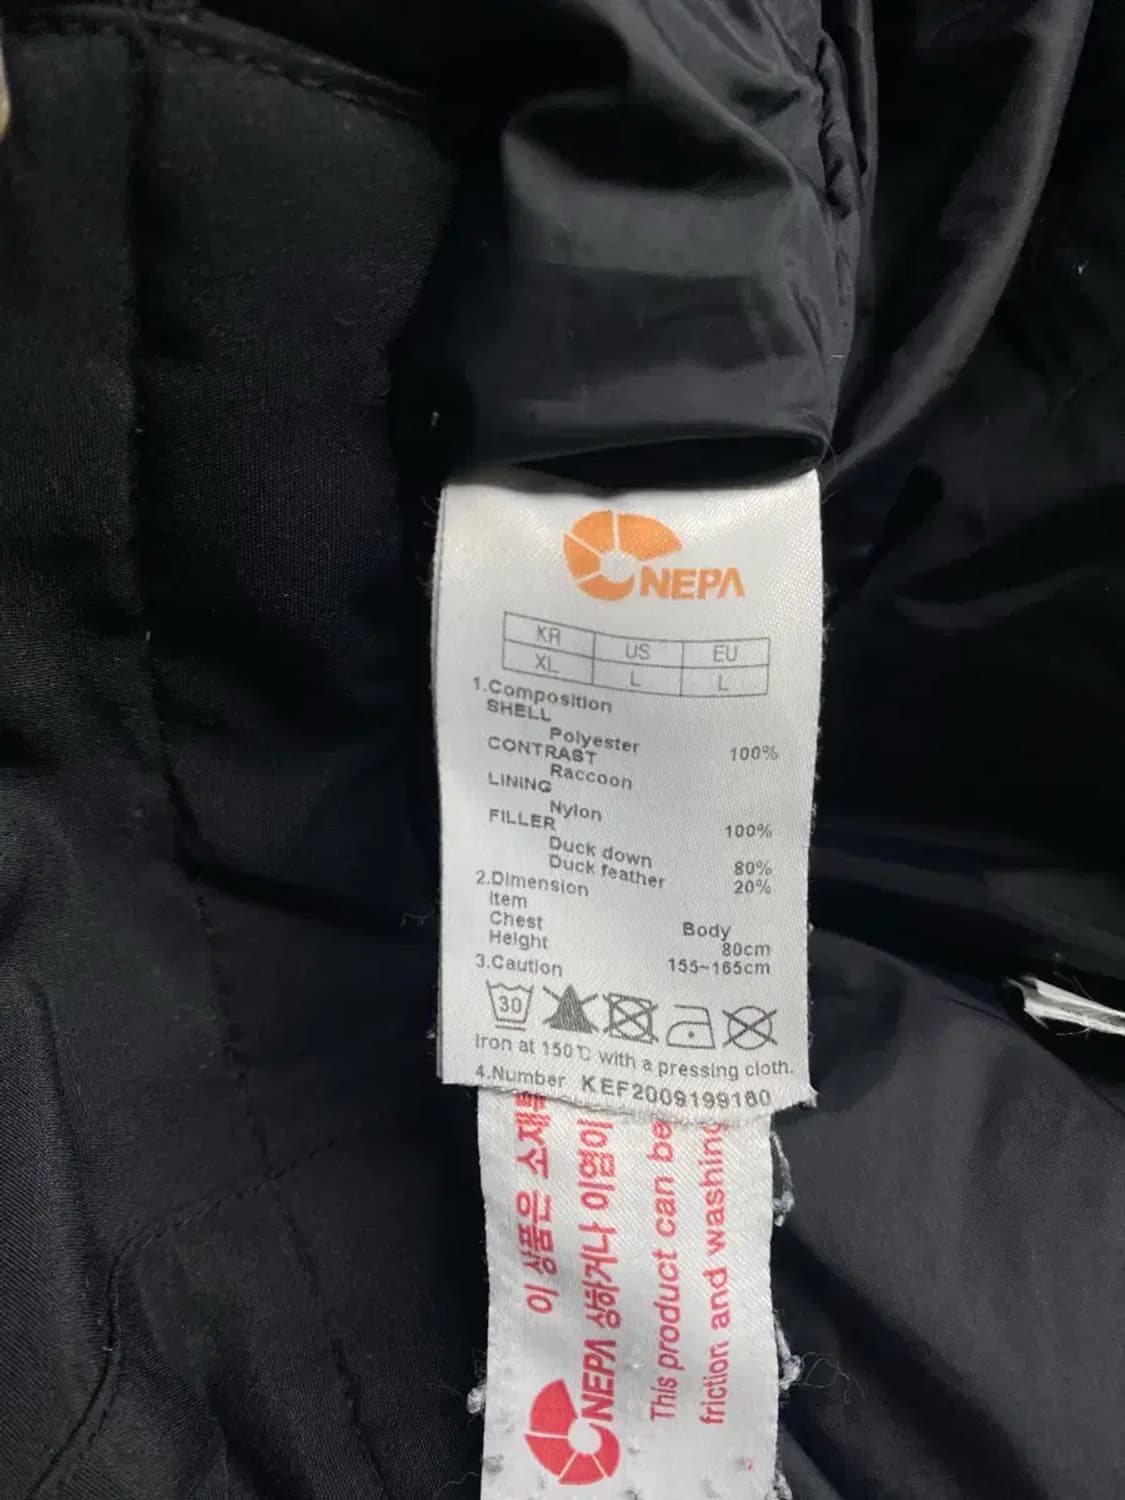 NEPA
KR US EU
XL L L
1.Composition
SHELL
Polyester 100%
CONTRAST
Raccoon
LINING
Nylon 100%
FILLER
Duck down 80%
Duck feather 20%
2.Dimension
Item Body
Chest 80cm
Height 155~165cm
3.Caution
30
Iron at 150℃ with a pressing cloth.
4.Number KEF2009199180
이 상품은 소재
NEPA 상하거나 이염이
This product can be
friction and washing